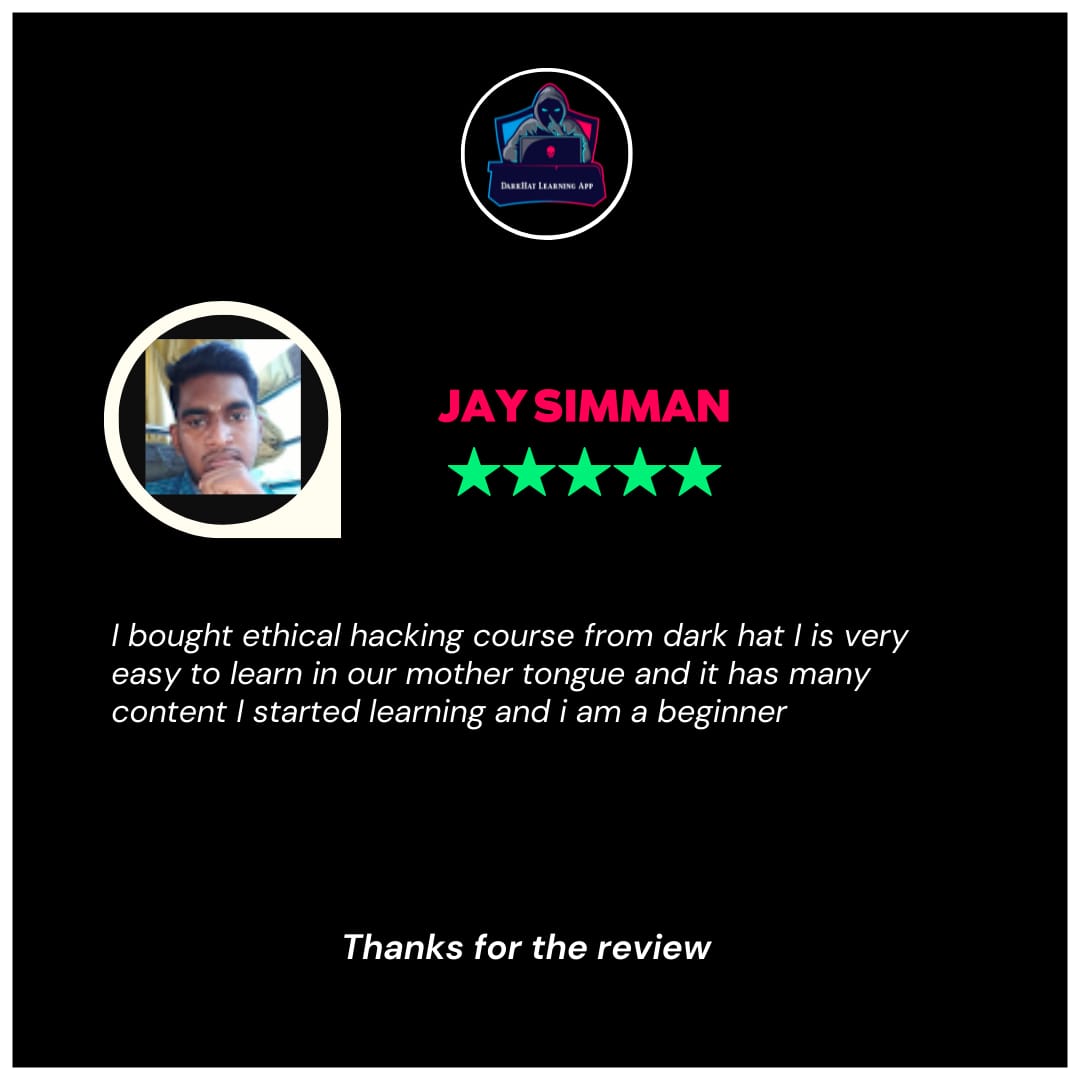 DarkHat Learning App
JAY SIMMAN
I bought ethical hacking course from dark hat I is very
easy to learn in our mother tongue and it has many
content I started learning and i am a beginner
Thanks for the review